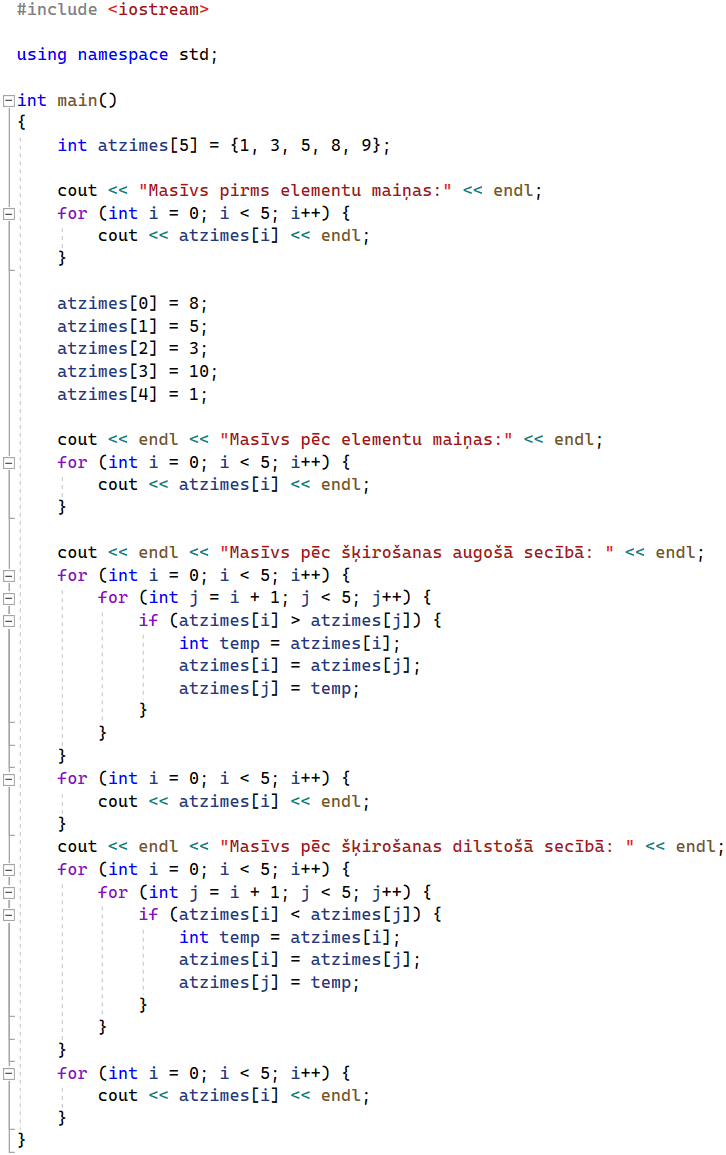 #include <iostream>
using namespace std;
int main()
{
    int atzimes[5] = {1, 3, 5, 8, 9};
    cout << "Masīvs pirms elementu maiņas:" << endl;
    for (int i = 0; i < 5; i++) {
        cout << atzimes[i] << endl;
    }
    atzimes[0] = 8;
    atzimes[1] = 5;
    atzimes[2] = 3;
    atzimes[3] = 10;
    atzimes[4] = 1;
    cout << endl << "Masīvs pēc elementu maiņas:" << endl;
    for (int i = 0; i < 5; i++) {
        cout << atzimes[i] << endl;
    }
    cout << endl << "Masīvs pēc šķirošanas augošā secībā: " << endl;
    for (int i = 0; i < 5; i++) {
        for (int j = i + 1; j < 5; j++) {
            if (atzimes[i] > atzimes[j]) {
                int temp = atzimes[i];
                atzimes[i] = atzimes[j];
                atzimes[j] = temp;
            }
        }
    }
    for (int i = 0; i < 5; i++) {
        cout << atzimes[i] << endl;
    }
    cout << endl << "Masīvs pēc šķirošanas dilstošā secībā: " << endl;
    for (int i = 0; i < 5; i++) {
        for (int j = i + 1; j < 5; j++) {
            if (atzimes[i] < atzimes[j]) {
                int temp = atzimes[i];
                atzimes[i] = atzimes[j];
                atzimes[j] = temp;
            }
        }
    }
    for (int i = 0; i < 5; i++) {
        cout << atzimes[i] << endl;
    }
}